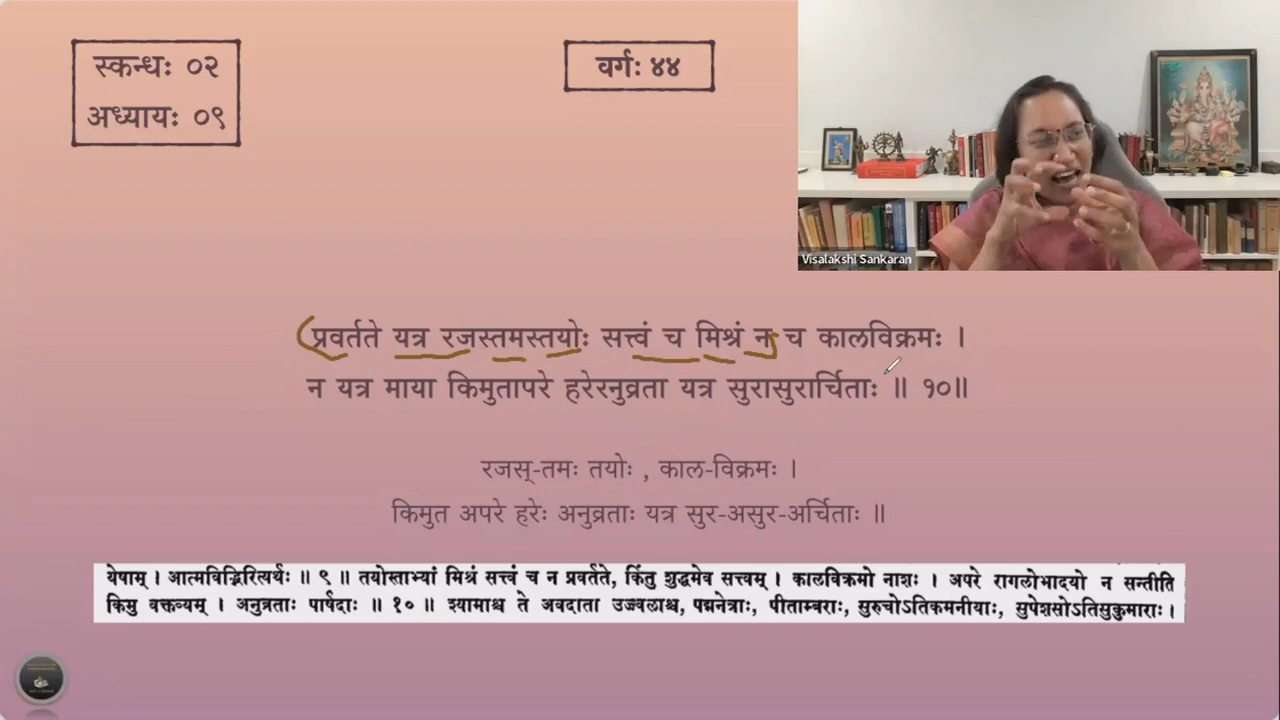 स्कन्धः ०२
अध्यायः ०९
वर्गः ४४
Visalakshi Sankaran
प्रवर्तते यत्र रजस्तमस्तयोः सत्त्वं च मिश्रं न च कालविक्रमः ।
न यत्र माया किमुतापरे हरेरनुव्रता यत्र सुरासुरार्चिताः ॥ १०॥
रजस्-तमः तयोः , काल-विक्रमः ।
किमुत अपरे हरेः अनुव्रताः यत्र सुर-असुर-अर्चिताः ॥
येषाम् । आत्मविद्भिरित्यर्थः ॥ ९ ॥ तयोस्ताभ्यां मिश्रं सत्त्वं च न प्रवर्तते, किंतु शुद्धमेव सत्त्वम् । कालविक्रमो नाशः । अपरे रागलोभादयो न सन्तीति
किमु वक्तव्यम् । अनुव्रताः पार्षदाः ॥ १० ॥ श्यामाश्च ते अवदाता उज्ज्वलाश्च, पद्मनेत्राः, पीताम्बराः, सुरुचोऽतिकमनीयाः, सुपेशसोऽतिसुकुमाराः ।